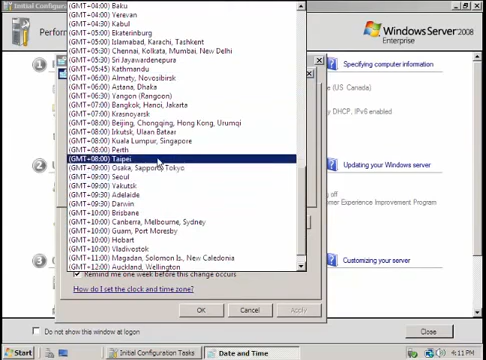 Initial Configura
(GMT+04:00) Baku
(GMT+04:00) Yerevan
(GMT+04:30) Kabul
(GMT+05:00) Ekaterinburg
(GMT+05:00) Islamabad, Karachi, Tashkent
(GMT+05:30) Chennai, Kolkata, Mumbai, New Delhi
(GMT+05:30) Sri Jayawardenepura
(GMT+05:45) Kathmandu
(GMT+06:00) Almaty, Novosibirsk
(GMT+06:00) Astana, Dhaka
(GMT+06:30) Yangon (Rangoon)
(GMT+07:00) Bangkok, Hanoi, Jakarta
(GMT+07:00) Krasnoyarsk
(GMT+08:00) Beijing, Chongqing, Hong Kong, Urumqi
(GMT+08:00) Irkutsk, Ulaan Bataar
(GMT+08:00) Kuala Lumpur, Singapore
(GMT+08:00) Perth
(GMT+08:00) Taipei
(GMT+09:00) Osaka, Sapporo, Tokyo
(GMT+09:00) Seoul
(GMT+09:00) Yakutsk
(GMT+09:30) Adelaide
(GMT+09:30) Darwin
(GMT+10:00) Brisbane
(GMT+10:00) Canberra, Melbourne, Sydney
(GMT+10:00) Guam, Port Moresby
(GMT+10:00) Hobart
(GMT+10:00) Vladivostok
(GMT+11:00) Magadan, Solomon Is., New Caledonia
(GMT+12:00) Auckland, Wellington
Remind me one week before this change occurs
How do I set the clock and time zone?
OK Cancel Apply
Perform
Windows Server 2008
Enterprise
1
Specifying computer information
(US Canada)
y DHCP, IPv6 enabled
2
Updating your Windows server
off
omer Experience Improvement Program
3
Customizing your server
Do not show this window at logon
Close
Start
Initial Configuration Tasks
Date and Time
4:11 PM